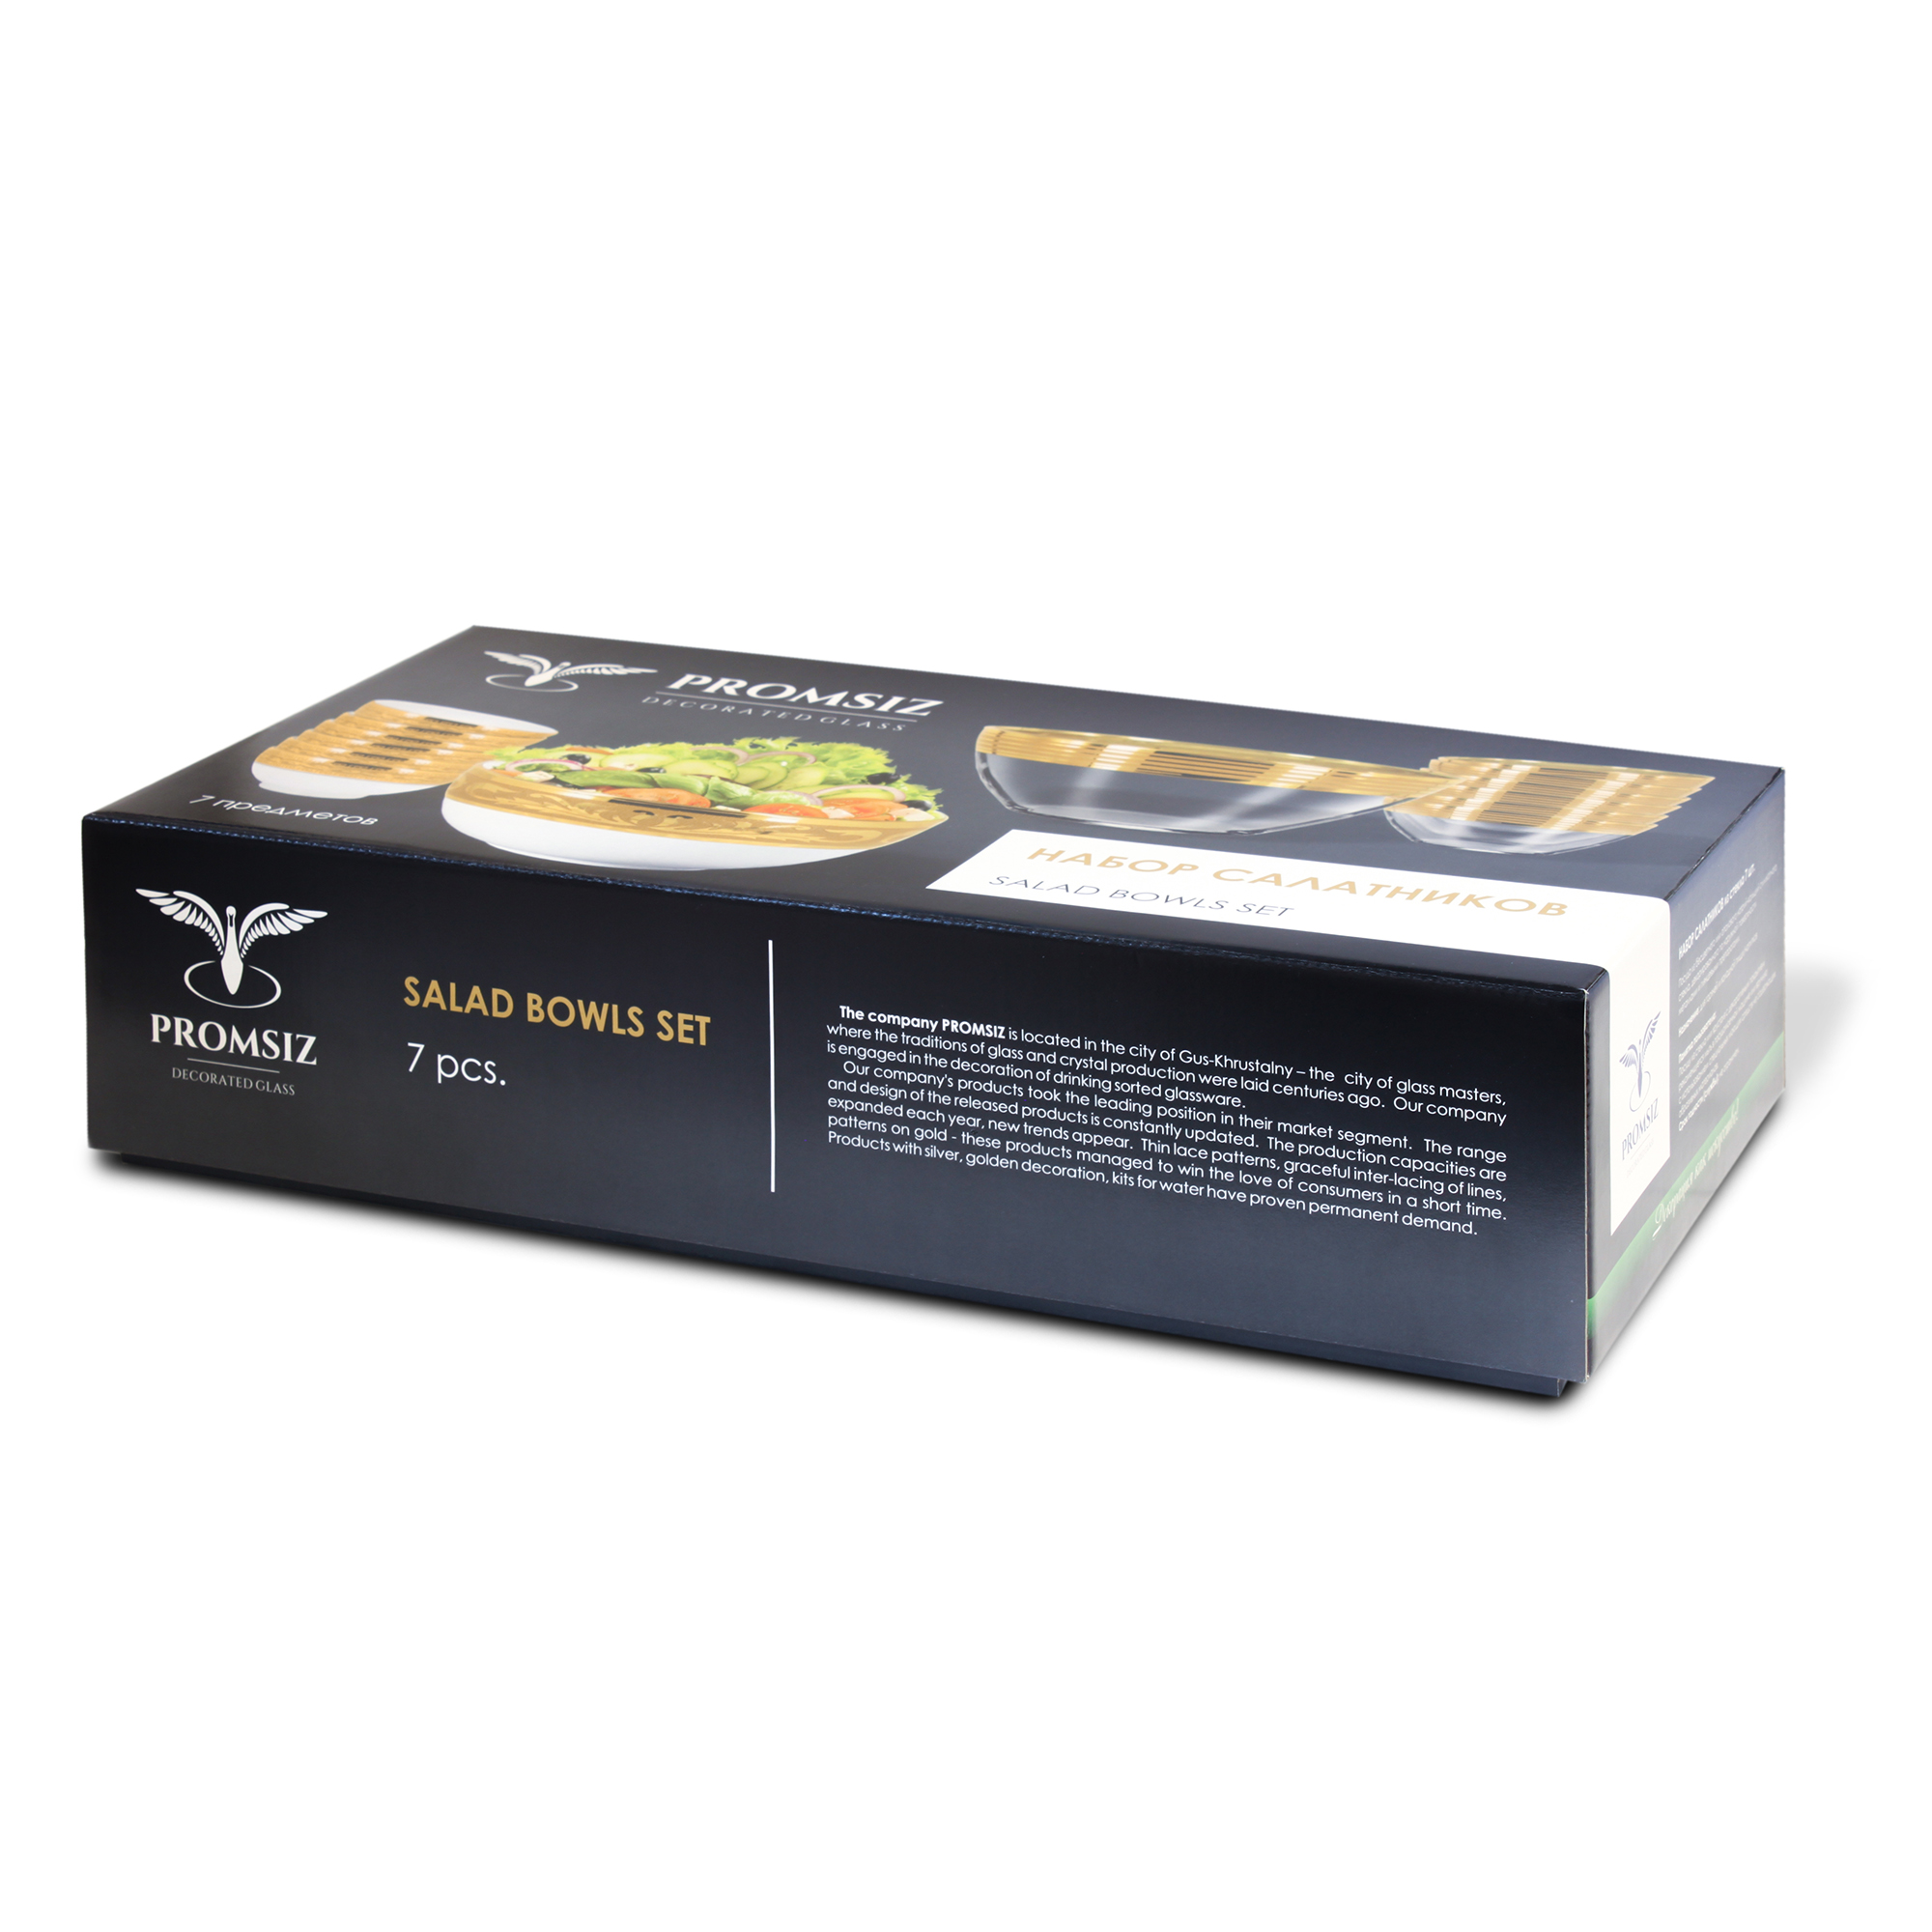 PROMSIZ
DECORATED GLASS
7 предметов
НАБОР САЛАТНИКОВ
SALAD BOWLS SET
PROMSIZ
DECORATED GLASS
SALAD BOWLS SET
7 pcs.
The company PROMSIZ is located in the city of Gus-Khrustalny – the city of glass masters,
where the traditions of glass and crystal production were laid centuries ago. Our company
is engaged in the decoration of drinking sorted glassware.
Our company's products took the leading position in their market segment. The range
and design of the released products is constantly updated. The production capacities are
expanded each year, new trends appear. Thin lace patterns, graceful inter-lacing of lines,
patterns on gold - these products managed to win the love of consumers in a short time.
Products with silver, golden decoration, kits for water have proven permanent demand.
PROMSIZ
НАБОР САЛАТНИКОВ